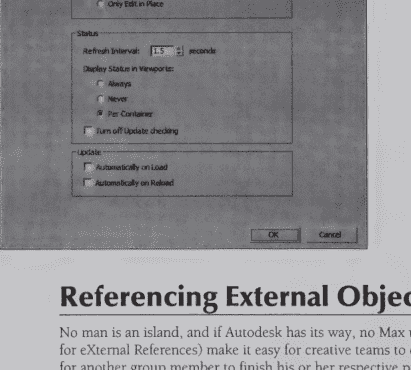 Only Edit in Place
Status
Refresh Interval: 1.5 seconds
Display Status in Viewports:
Always
Never
Per Container
Turn off Update checking
Update
Automatically on Load
Automatically on Reload
OK Cancel
Referencing External Objec
No man is an island, and if Autodesk has its way, no Max
for eXternal References) make it easy for creative teams to
for another group member to finish his or her respective